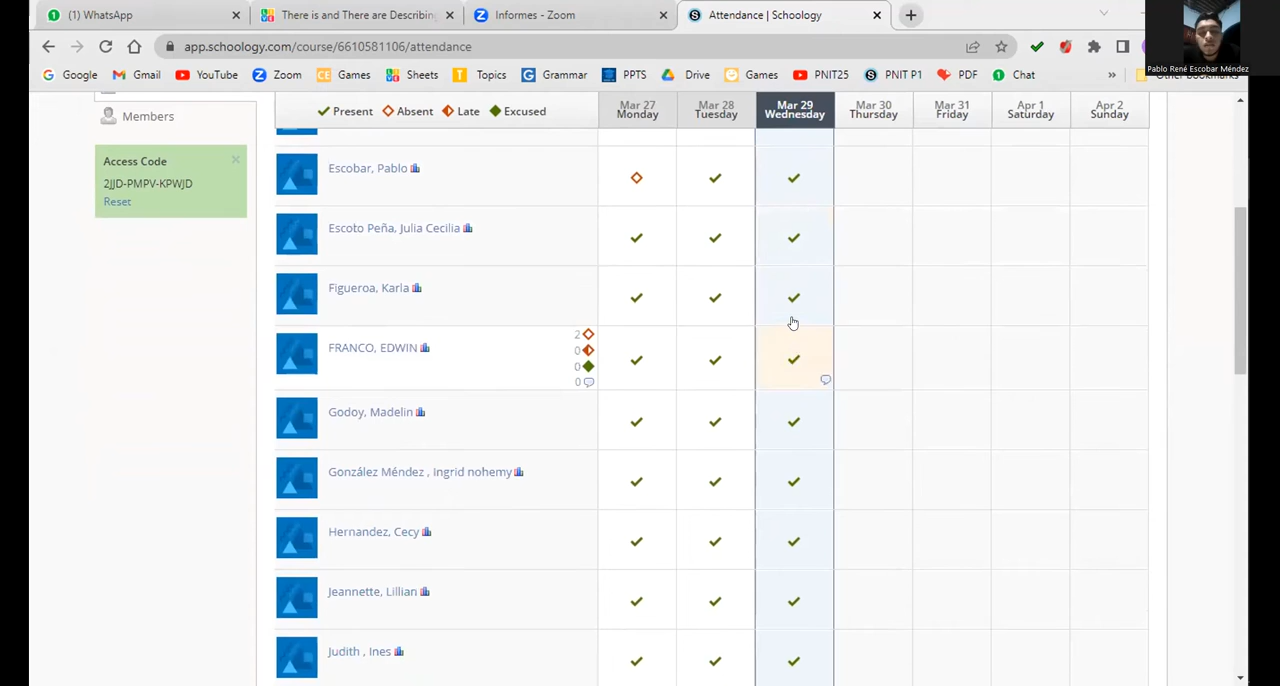 (1) WhatsApp
There is and There are Describing
Informes - Zoom
Attendance | Schoology
app.schoology.com/course/6610581106/attendance
Google Gmail YouTube Zoom Games Sheets Topics Grammar PPTS Drive Games PNIT25 PNIT P1 PDF Chat » Other bookmarks
Pablo René Escobar Méndez
Members
Access Code
2JJD-PMPV-KPWJD
Reset
Present Absent Late Excused
Mar 27 Monday
Mar 28 Tuesday
Mar 29 Wednesday
Mar 30 Thursday
Mar 31 Friday
Apr 1 Saturday
Apr 2 Sunday
Escobar, Pablo
Escoto Peña, Julia Cecilia
Figueroa, Karla
FRANCO, EDWIN
2
0
0
0
Godoy, Madelin
González Méndez , Ingrid nohemy
Hernandez, Cecy
Jeannette, Lillian
Judith , Ines